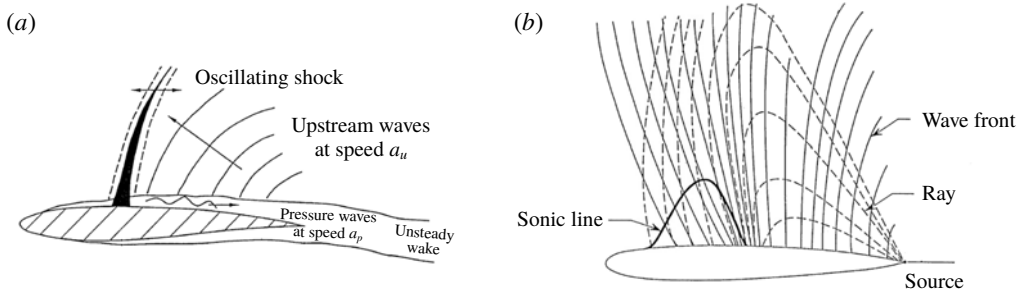 (a)
Oscillating shock
Upstream waves
at speed a_u
Pressure waves
at speed a_p
Unsteady
wake
(b)
Wave front
Ray
Sonic line
Source